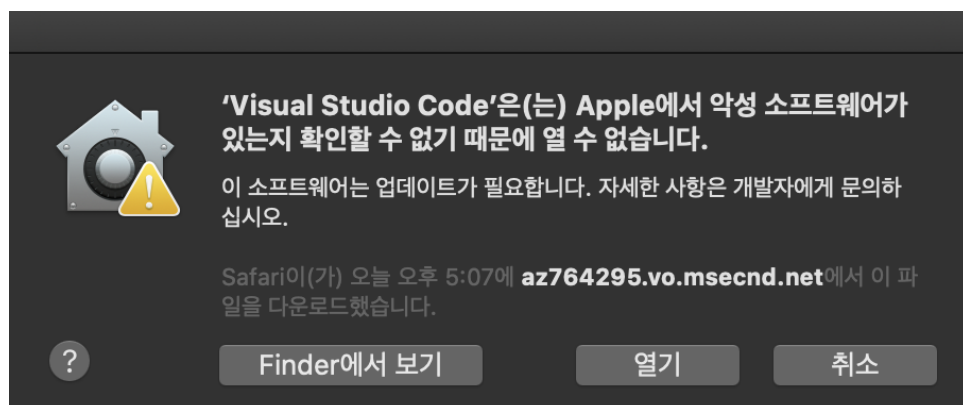 ‘Visual Studio Code’은(는) Apple에서 악성 소프트웨어가
있는지 확인할 수 없기 때문에 열 수 없습니다.
이 소프트웨어는 업데이트가 필요합니다. 자세한 사항은 개발자에게 문의하
십시오.
Safari이(가) 오늘 오후 5:07에 az764295.vo.msecnd.net에서 이 파
일을 다운로드했습니다.
? Finder에서 보기 열기 취소